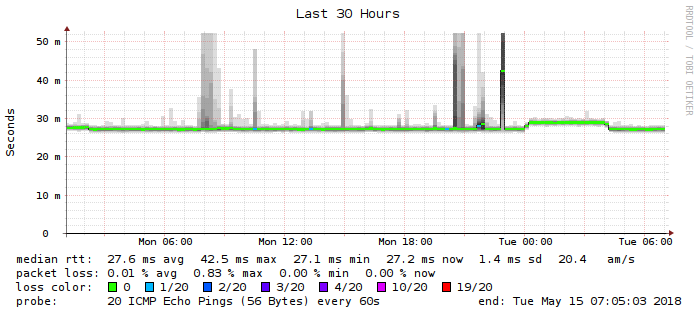 Last 30 Hours
RRDTOOL / TOBI OETIKER
Seconds
50 m
40 m
30 m
20 m
10 m
0
Mon 06:00 Mon 12:00 Mon 18:00 Tue 00:00 Tue 06:00
median rtt: 27.6 ms avg 42.5 ms max 27.1 ms min 27.2 ms now 1.4 ms sd 20.4 am/s
packet loss: 0.01 % avg 0.83 % max 0.00 % min 0.00 % now
loss color: 0 1/20 2/20 3/20 4/20 10/20 19/20
probe: 20 ICMP Echo Pings (56 Bytes) every 60s end: Tue May 15 07:05:03 2018